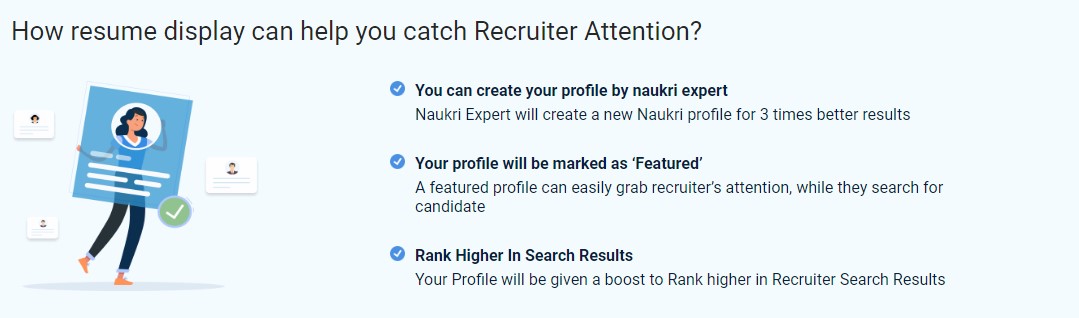 How resume display can help you catch Recruiter Attention?
You can create your profile by naukri expert
Naukri Expert will create a new Naukri profile for 3 times better results
Your profile will be marked as ‘Featured’
A featured profile can easily grab recruiter's attention, while they search for
candidate
Rank Higher In Search Results
Your Profile will be given a boost to Rank higher in Recruiter Search Results